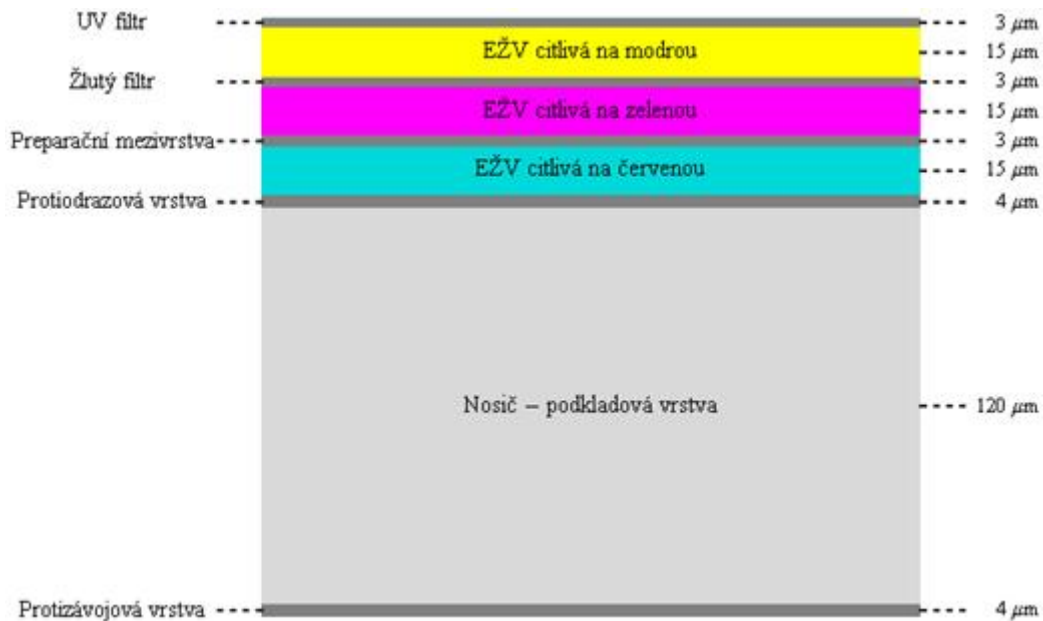 UV filtr 3 μm
EŽV citlivá na modrou 15 μm
Žlutý filtr 3 μm
EŽV citlivá na zelenou 15 μm
Preparační mezivrstva 3 μm
EŽV citlivá na červenou 15 μm
Protiodrazová vrstva 4 μm
Nosič – podkladová vrstva 120 μm
Protizávojová vrstva 4 μm